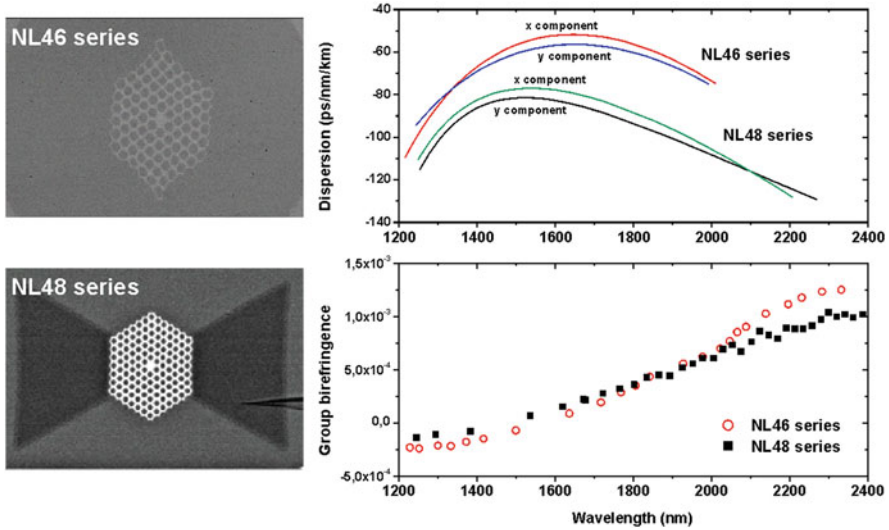 NL46 series
NL48 series
Dispersion (ps/nm/km)
-40
-60
-80
-100
-120
-140
x component
y component
NL46 series
x component
y component
NL48 series
1200 1400 1600 1800 2000 2200 2400
Group birefringence
1,5x10⁻³
1,0x10⁻³
5,0x10⁻⁴
0,0
-5,0x10⁻⁴
NL46 series
NL48 series
1200 1400 1600 1800 2000 2200 2400
Wavelength (nm)